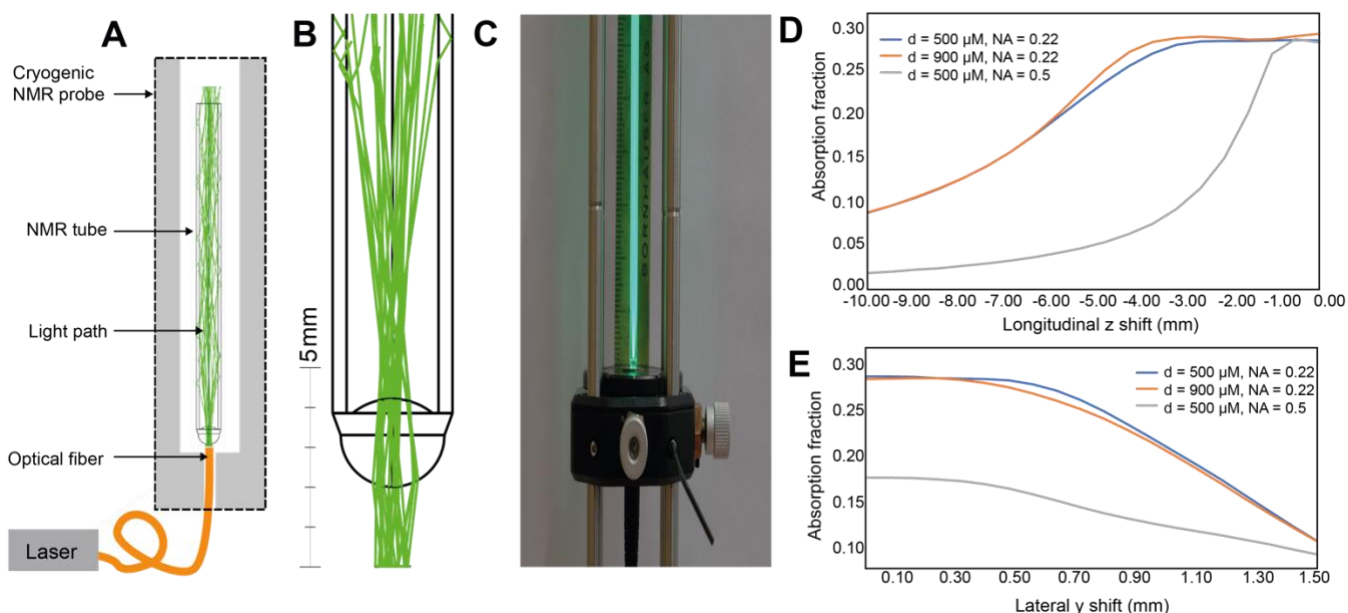 A
Cryogenic
NMR probe
NMR tube
Light path
Optical fiber
Laser
B
5mm
C
DORNHAUSER AG
D
Absorption fraction
0.30
0.25
0.20
0.15
0.10
0.05
0.00
d = 500 µM, NA = 0.22
d = 900 µM, NA = 0.22
d = 500 µM, NA = 0.5
-10.00 -9.00 -8.00 -7.00 -6.00 -5.00 -4.00 -3.00 -2.00 -1.00 0.00
Longitudinal z shift (mm)
E
Absorption fraction
0.30
0.25
0.20
0.15
0.10
d = 500 µM, NA = 0.22
d = 900 µM, NA = 0.22
d = 500 µM, NA = 0.5
0.10 0.30 0.50 0.70 0.90 1.10 1.30 1.50
Lateral y shift (mm)